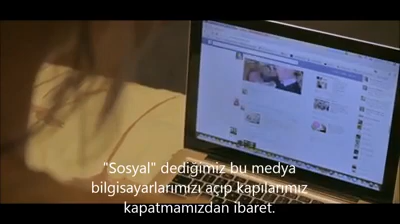 "Sosyal" dediğimiz bu medya
bilgisayarlarımızı açıp kapılarımız
kapatmamızdan ibaret.